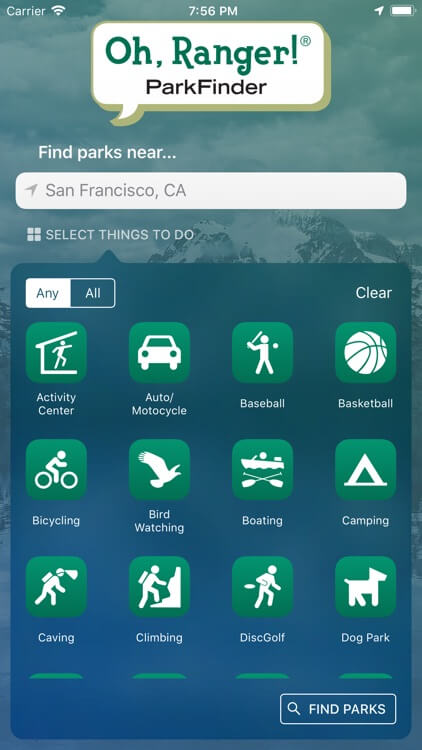 Carrier 7:56 PM
Oh, Ranger!®
ParkFinder
Find parks near...
San Francisco, CA
SELECT THINGS TO DO
Any All Clear
Activity Center
Auto/ Motocycle
Baseball
Basketball
Bicycling
Bird Watching
Boating
Camping
Caving
Climbing
DiscGolf
Dog Park
FIND PARKS